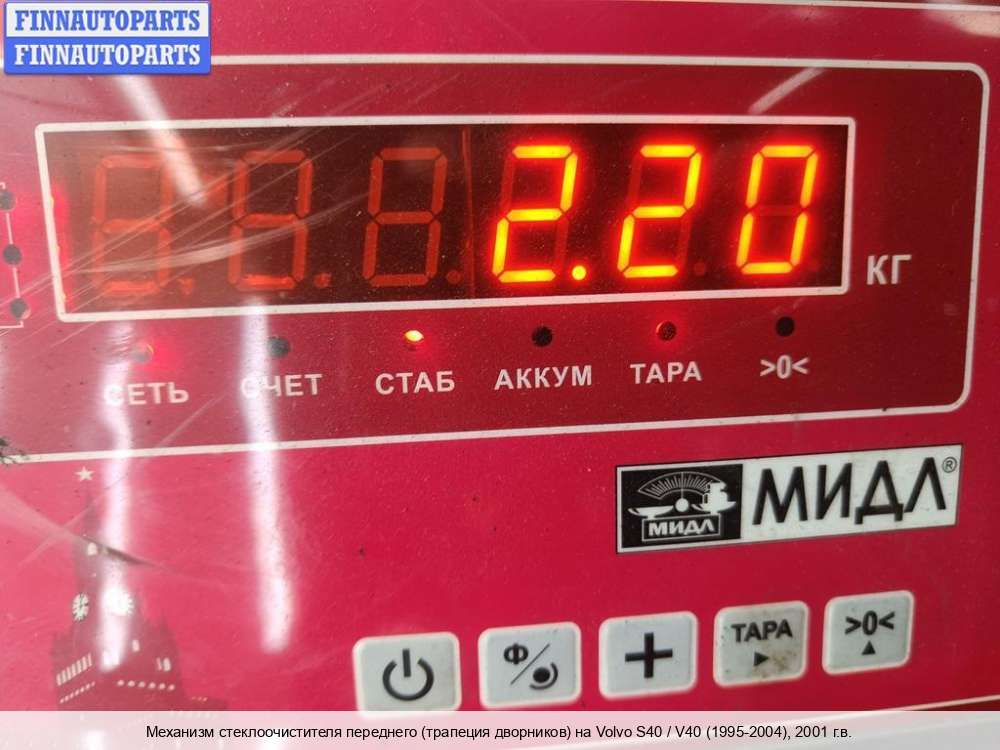 FINNAUTOPARTS
FINNAUTOPARTS
2.20
КГ
СЕТЬ СЧЕТ СТАБ АККУМ ТАРА >0<
МИДЛ МИДЛ®
Ф ТАРА >0<
Механизм стеклоочистителя переднего (трапеция дворников) на Volvo S40 / V40 (1995-2004), 2001 г.в.